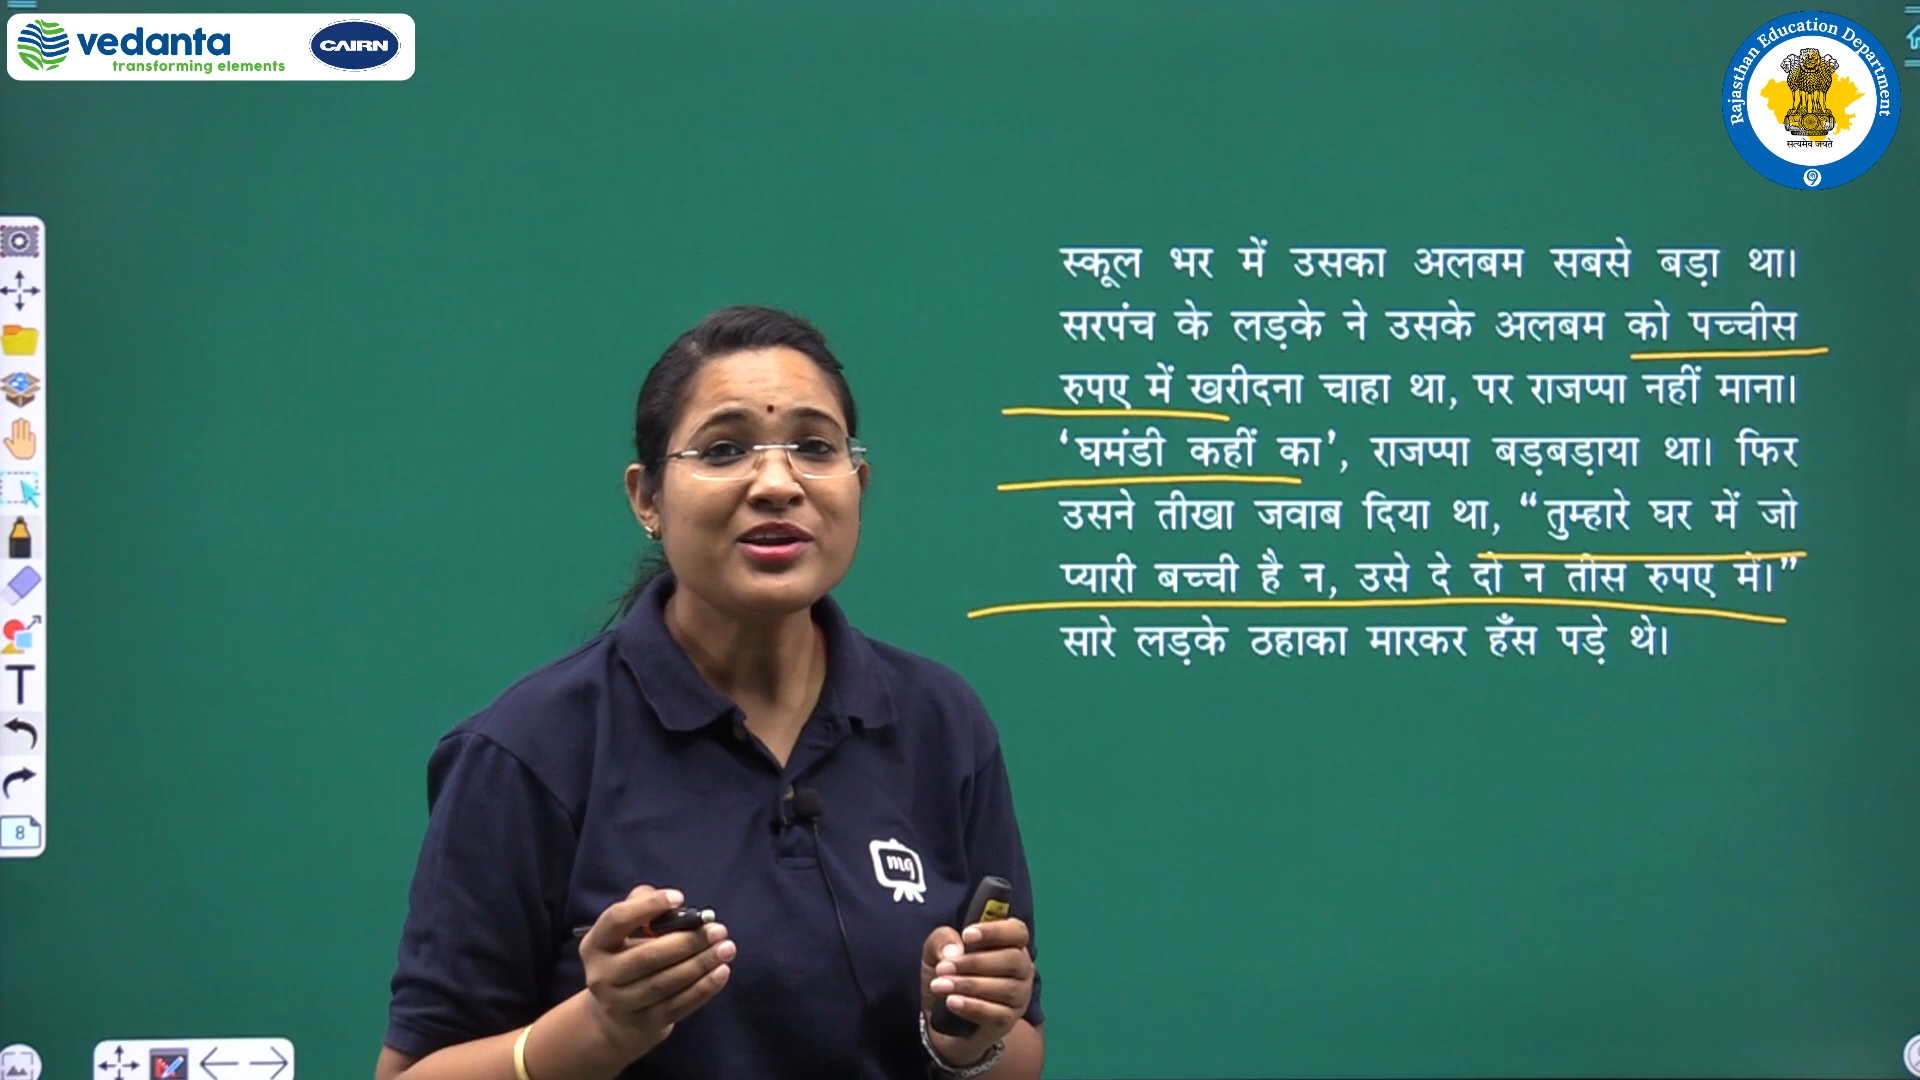 vedanta
transforming elements
CAIRN
Rajasthan Education Department
सत्यमेव जयते
स्कूल भर में उसका अलबम सबसे बड़ा था।
सरपंच के लड़के ने उसके अलबम को पच्चीस
रुपए में खरीदना चाहा था, पर राजप्पा नहीं माना।
‘घमंडी कहीं का’, राजप्पा बड़बड़ाया था। फिर
उसने तीखा जवाब दिया था, “तुम्हारे घर में जो
प्यारी बच्ची है न, उसे दे दो न तीस रुपए में।”
सारे लड़के ठहाका मारकर हँस पड़े थे।
T
8
mg